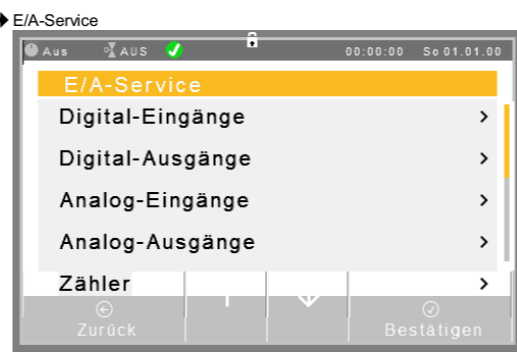 E/A-Service
Aus AUS 00:00:00 So 01.01.00
E/A-Service
Digital-Eingänge >
Digital-Ausgänge >
Analog-Eingänge >
Analog-Ausgänge >
Zähler >
Zurück Bestätigen